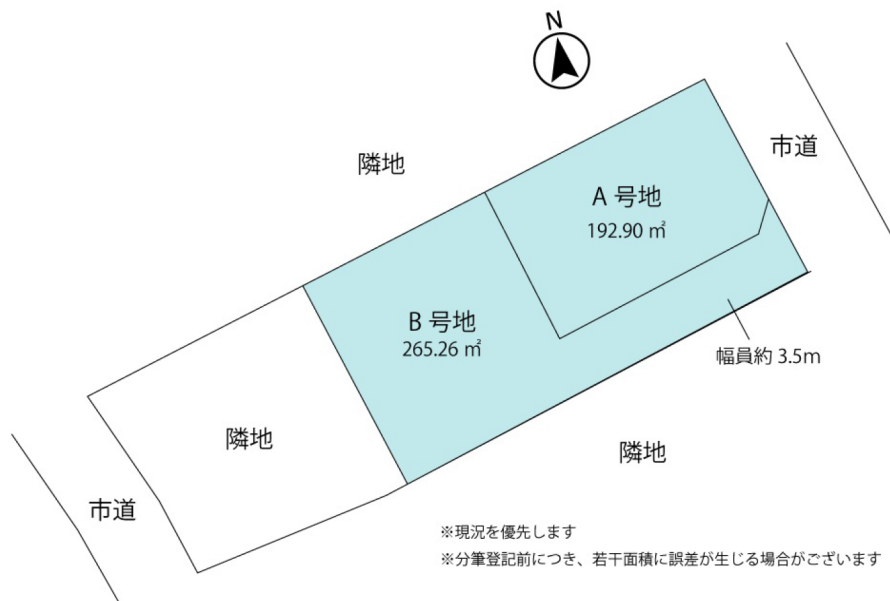 N
市道
隣地
A 号地
192.90 ㎡
B 号地
265.26 ㎡
幅員約 3.5m
隣地
隣地
市道
※現況を優先します
※分筆登記前につき、若干面積に誤差が生じる場合がございます